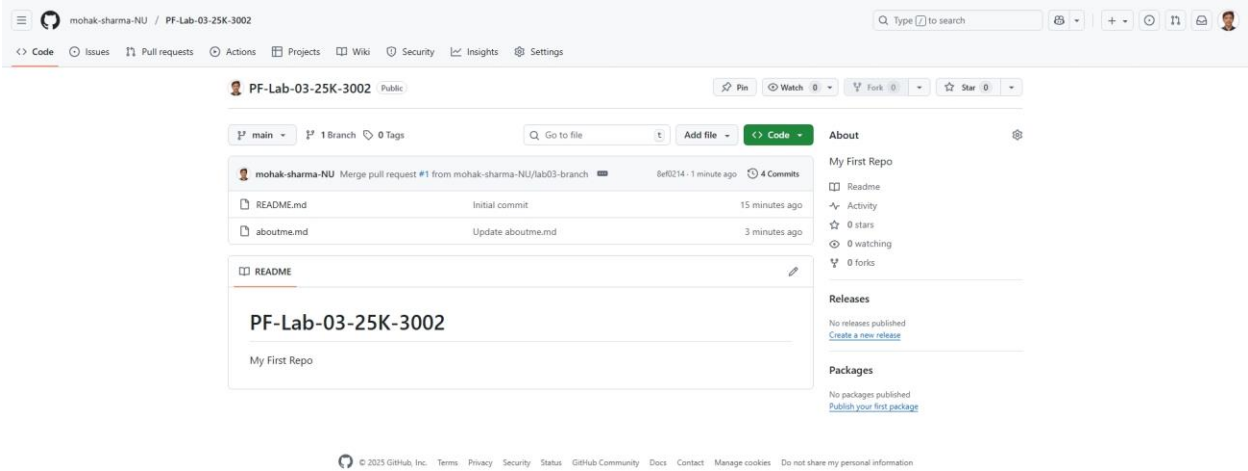 mohak-sharma-NU / PF-Lab-03-25K-3002
Type / to search
Code Issues Pull requests Actions Projects Wiki Security Insights Settings
PF-Lab-03-25K-3002 Public
Pin Watch 0 Fork 0 Star 0
main 1 Branch 0 Tags
Go to file t Add file Code
mohak-sharma-NU Merge pull request #1 from mohak-sharma-NU/lab03-branch 8ef0214 · 1 minute ago 4 Commits
README.md Initial commit 15 minutes ago
aboutme.md Update aboutme.md 3 minutes ago
README
PF-Lab-03-25K-3002
My First Repo
About
My First Repo
Readme
Activity
0 stars
0 watching
0 forks
Releases
No releases published
Create a new release
Packages
No packages published
Publish your first package
© 2025 GitHub, Inc. Terms Privacy Security Status GitHub Community Docs Contact Manage cookies Do not share my personal information